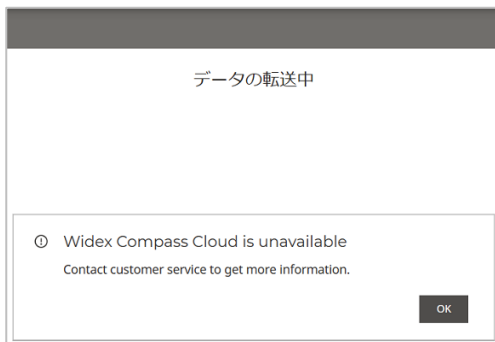 データの転送中
Widex Compass Cloud is unavailable
Contact customer service to get more information.
OK